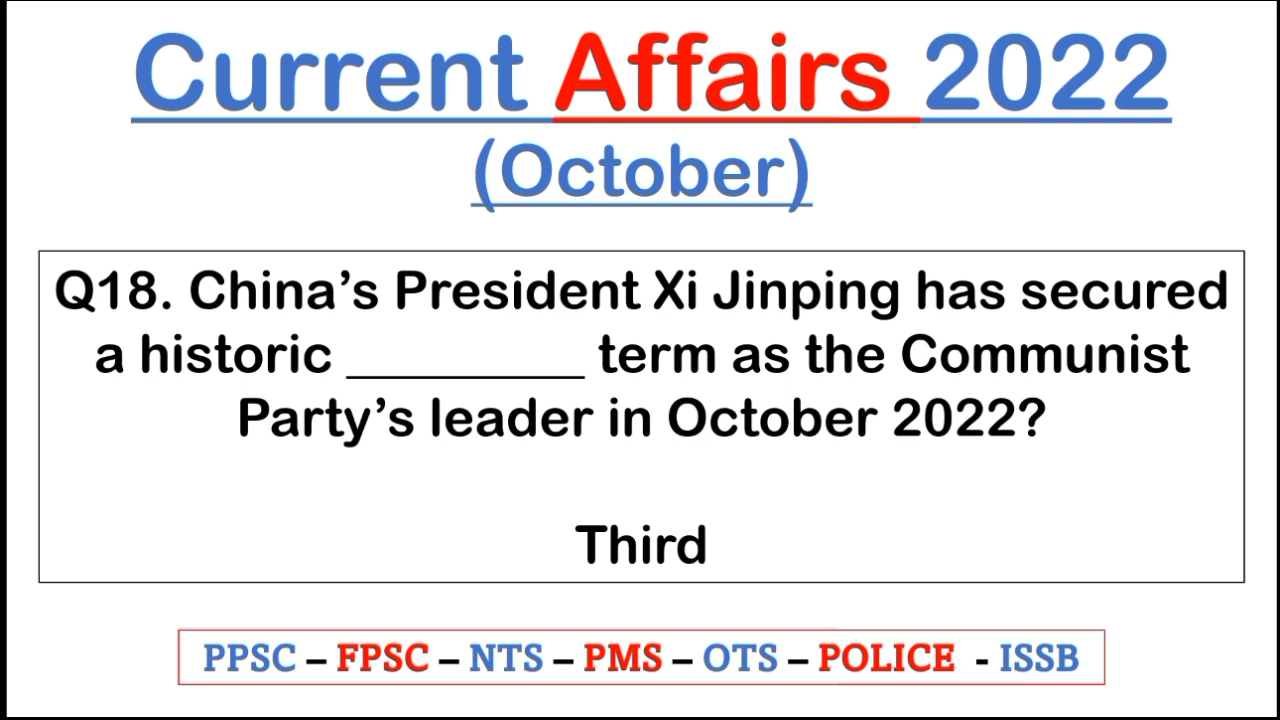 Current Affairs 2022
(October)
Q18. China’s President Xi Jinping has secured
a historic _________ term as the Communist
Party’s leader in October 2022?
Third
PPSC – FPSC – NTS – PMS – OTS – POLICE - ISSB